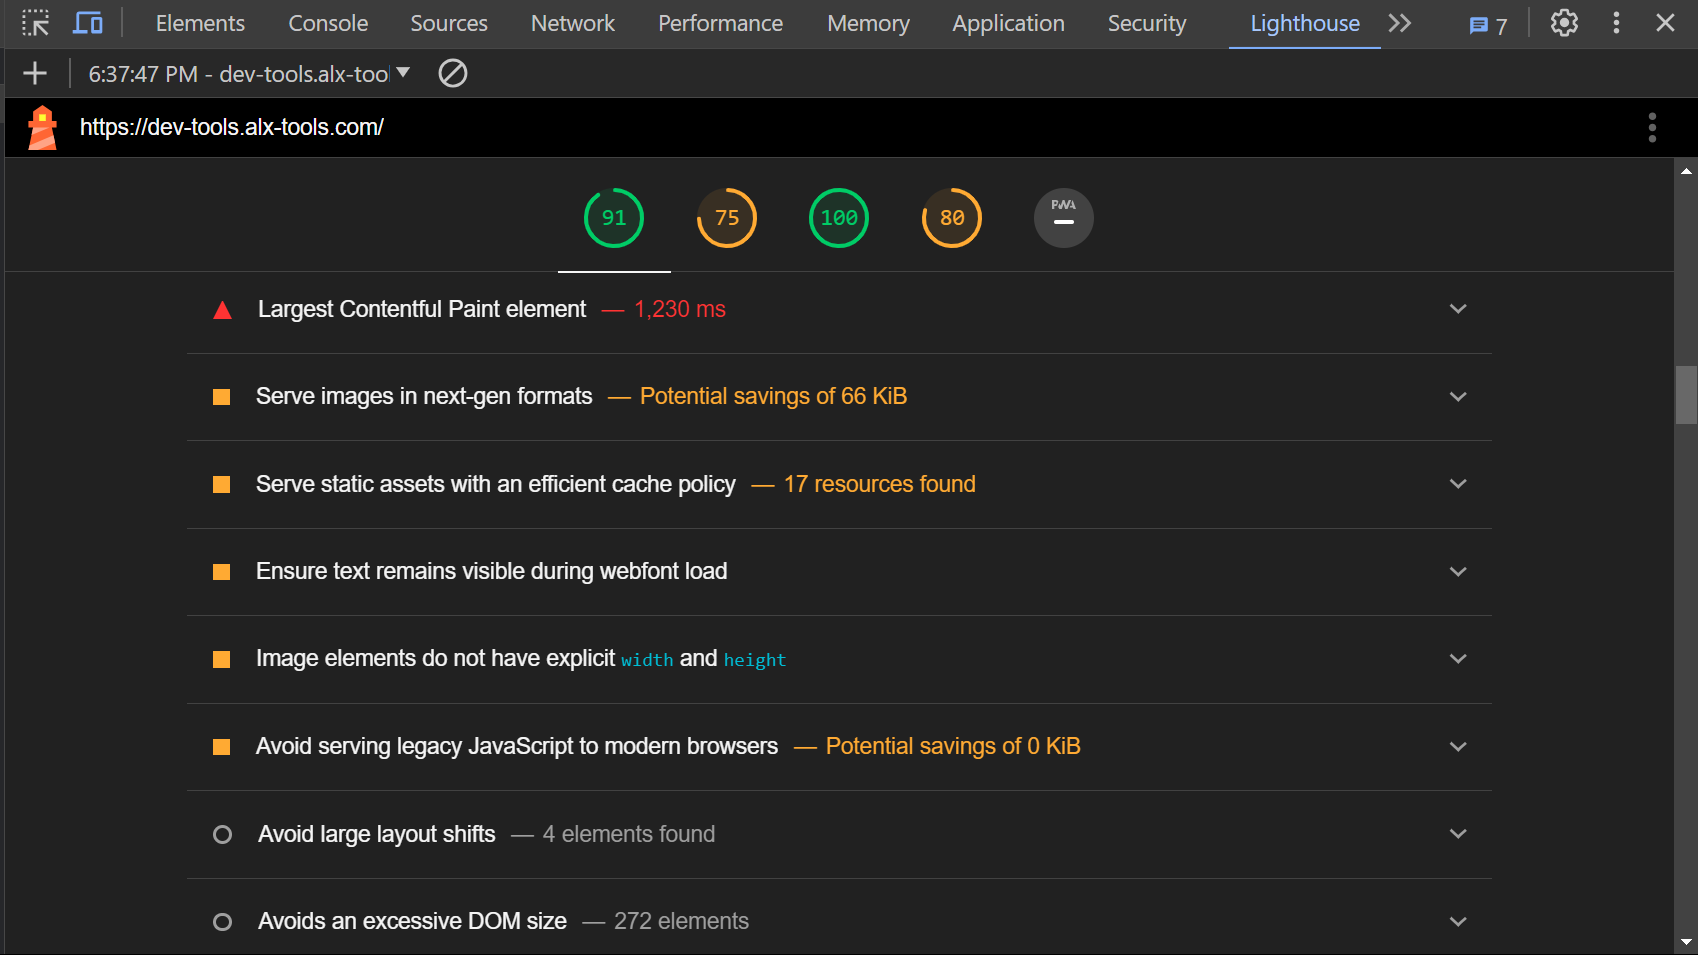 Elements Console Sources Network Performance Memory Application Security Lighthouse 7
6:37:47 PM - dev-tools.alx-tool
https://dev-tools.alx-tools.com/
91 75 100 80 PWA
Largest Contentful Paint element — 1,230 ms
Serve images in next-gen formats — Potential savings of 66 KiB
Serve static assets with an efficient cache policy — 17 resources found
Ensure text remains visible during webfont load
Image elements do not have explicit width and height
Avoid serving legacy JavaScript to modern browsers — Potential savings of 0 KiB
Avoid large layout shifts — 4 elements found
Avoids an excessive DOM size — 272 elements